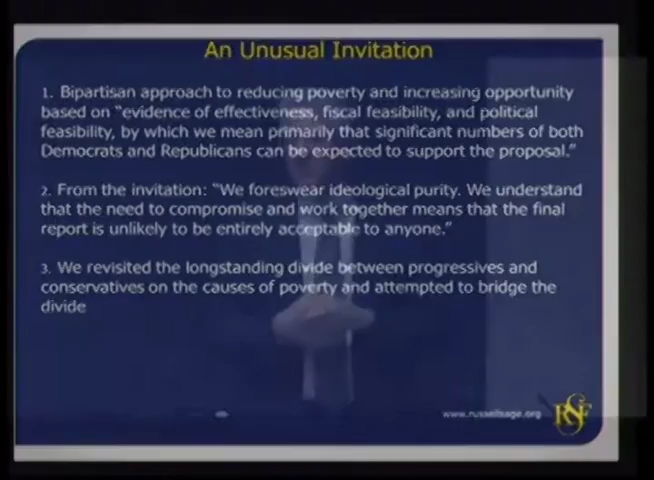 An Unusual Invitation
1. Bipartisan approach to reducing poverty and increasing opportunity
based on “evidence of effectiveness, fiscal feasibility, and political
feasibility, by which we mean primarily that significant numbers of both
Democrats and Republicans can be expected to support the proposal.”
2. From the invitation: “We foreswear ideological purity. We understand
that the need to compromise and work together means that the final
report is unlikely to be entirely acceptable to anyone.”
3. We revisited the longstanding divide between progressives and
conservatives on the causes of poverty and attempted to bridge the
divide
www.russellsage.org
RSF